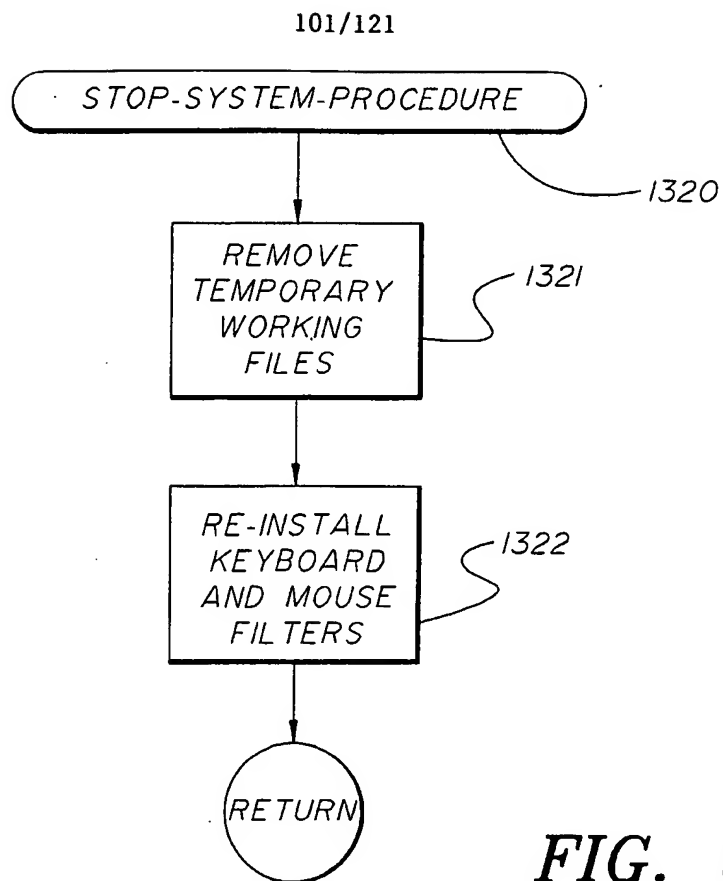 101/121
STOP-SYSTEM-PROCEDURE
1320
REMOVE
TEMPORARY
WORKING
FILES
1321
RE-INSTALL
KEYBOARD
AND MOUSE
FILTERS
1322
RETURN
FIG.